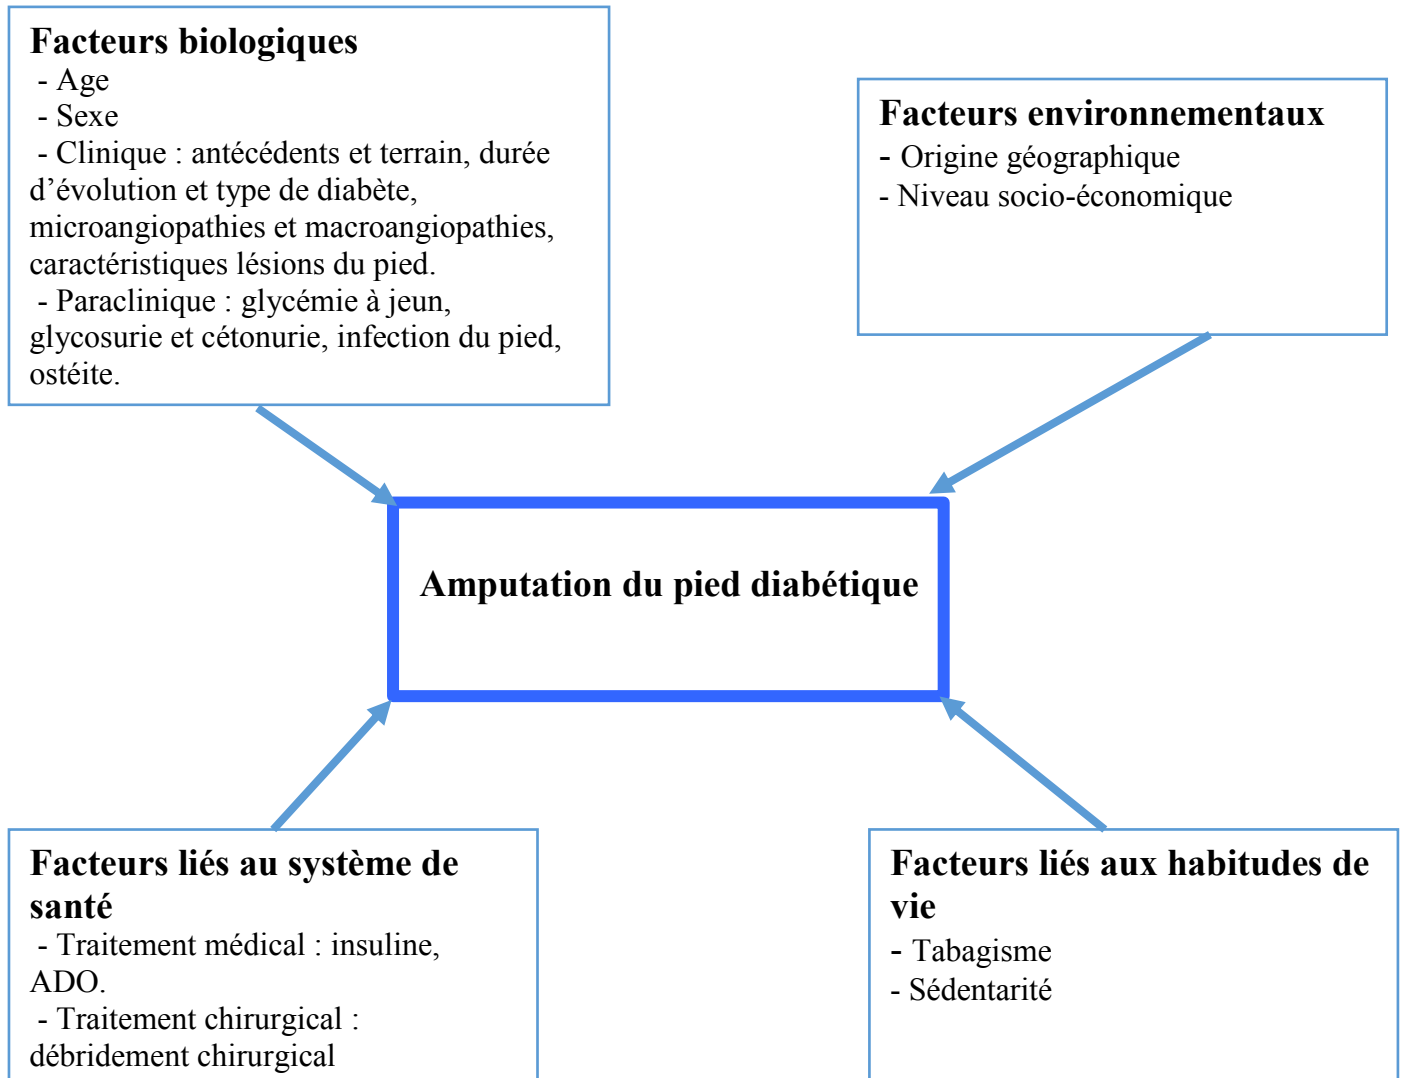 Facteurs biologiques
- Age
- Sexe
- Clinique : antécédents et terrain, durée
d’évolution et type de diabète,
microangiopathies et macroangiopathies,
caractéristiques lésions du pied.
- Paraclinique : glycémie à jeun,
glycosurie et cétonurie, infection du pied,
ostéite.
Facteurs environnementaux
- Origine géographique
- Niveau socio-économique
Amputation du pied diabétique
Facteurs liés au système de
santé
- Traitement médical : insuline,
ADO.
- Traitement chirurgical :
débridement chirurgical
Facteurs liés aux habitudes de
vie
- Tabagisme
- Sédentarité